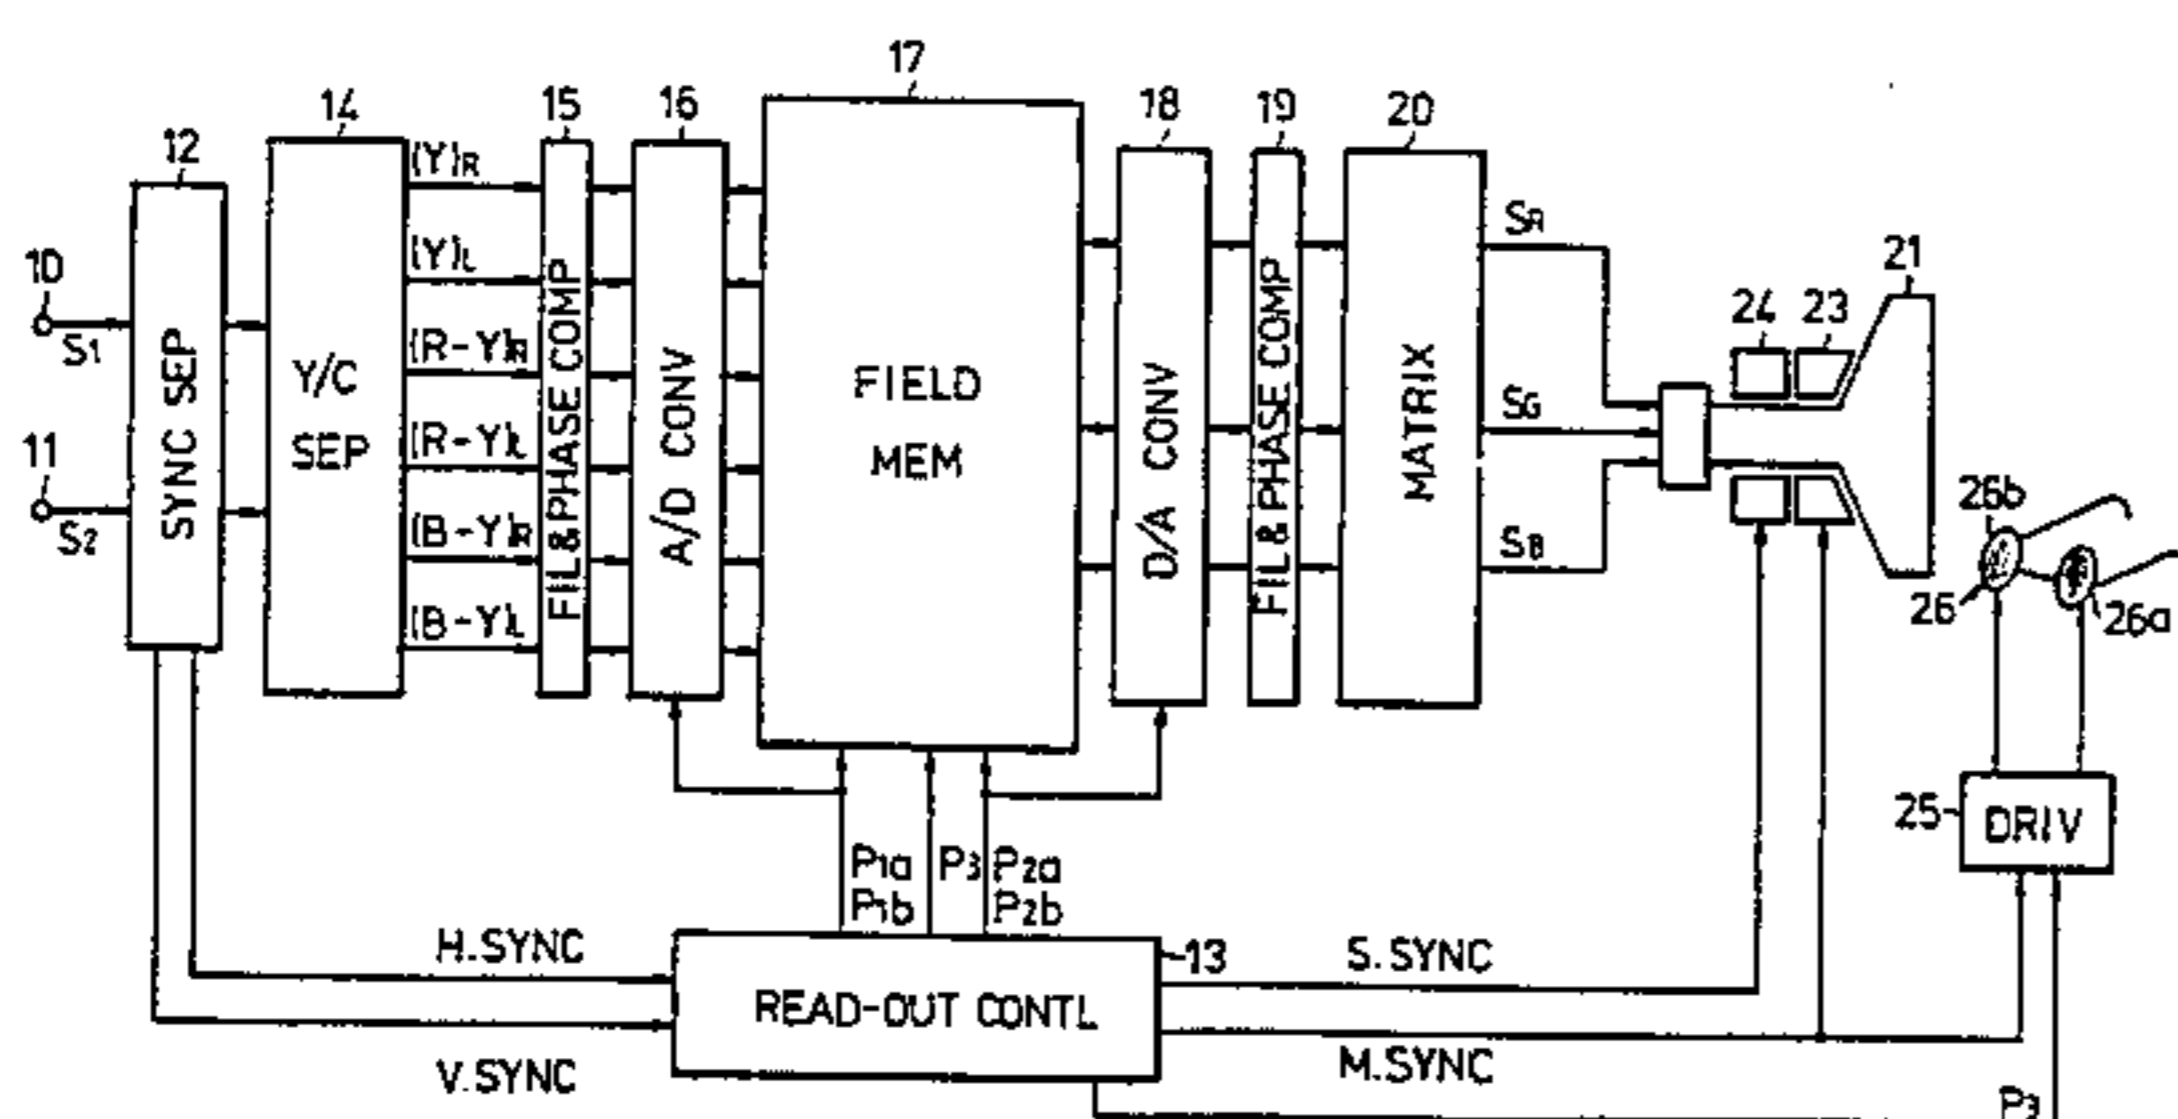 17
14
15
16
18
19
20
12
(Y)R
SR
(Y)L
10
21
24
23
S1
(R-Y)R
SYNC SEP
Y/C
SEP
FIL & PHASE COMP
A/D CONV
FIELD
MEM
D/A CONV
FIL & PHASE COMP
MATRIX
SG
11
(R-Y)L
S2
(B-Y)R
SB
26b
26
26a
(B-Y)L
25
DRIV
P1a
P3
P2a
P1b
P2b
H.SYNC
13
S.SYNC
READ-OUT CONTL
V.SYNC
M.SYNC
P3